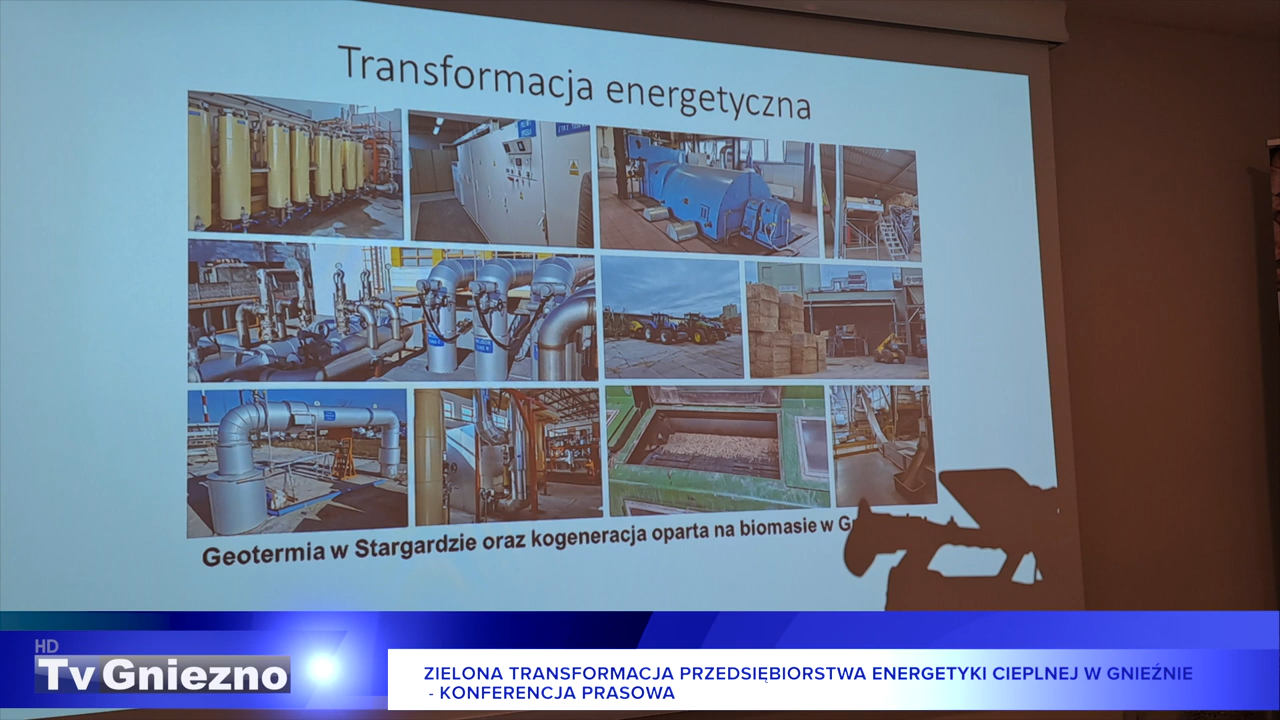 Transformacja energetyczna
Geotermia w Stargardzie oraz kogeneracja oparta na biomasie w
HD
Tv Gniezno
ZIELONA TRANSFORMACJA PRZEDSIĘBIORSTWA ENERGETYKI CIEPLNEJ W GNIEŹNIE
- KONFERENCJA PRASOWA